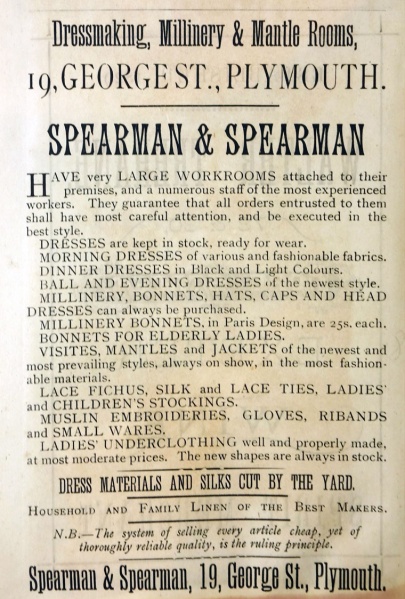 Dressmaking, Millinery & Mantle Rooms,
19, GEORGE ST., PLYMOUTH.
SPEARMAN & SPEARMAN
HAVE very LARGE WORKROOMS attached to their
premises, and a numerous staff of the most experienced
workers. They guarantee that all orders entrusted to them
shall have most careful attention, and be executed in the
best style.
DRESSES are kept in stock, ready for wear.
MORNING DRESSES of various and fashionable fabrics.
DINNER DRESSES in Black and Light Colours.
BALL AND EVENING DRESSES of the newest style.
MILLINERY, BONNETS, HATS, CAPS AND HEAD
DRESSES can always be purchased.
MILLINERY BONNETS, in Paris Design, are 25s. each.
BONNETS FOR ELDERLY LADIES.
VISITES, MANTLES and JACKETS of the newest and
most prevailing styles, always on show, in the most fashion-
able materials.
LACE FICHUS, SILK and LACE TIES, LADIES'
and CHILDREN'S STOCKINGS.
MUSLIN EMBROIDERIES, GLOVES, RIBANDS
and SMALL WARES.
LADIES' UNDERCLOTHING well and properly made,
at most moderate prices. The new shapes are always in stock.
DRESS MATERIALS AND SILKS CUT BY THE YARD.
HOUSEHOLD AND FAMILY LINEN OF THE BEST MAKERS.
N.B.—The system of selling every article cheap, yet of
thoroughly reliable quality, is the ruling principle.
Spearman & Spearman, 19, George St., Plymouth.